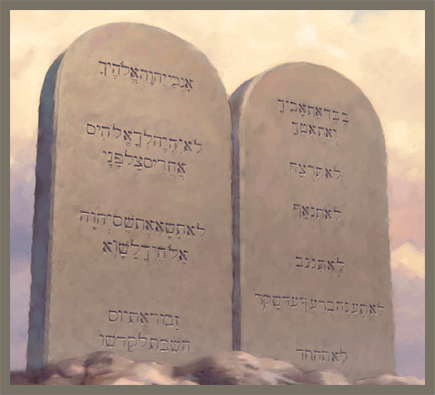 אנכי יהוה אלהיך
לא יהיה לך אלהים
אחרים על פני
לא תשא את שם יהוה
אלהיך לשוא
זכור את יום
השבת לקדשו
כבד את אביך
ואת אמך
לא תרצח
לא תנאף
לא תגנב
לא תענה ברעך עד שקר
לא תחמד